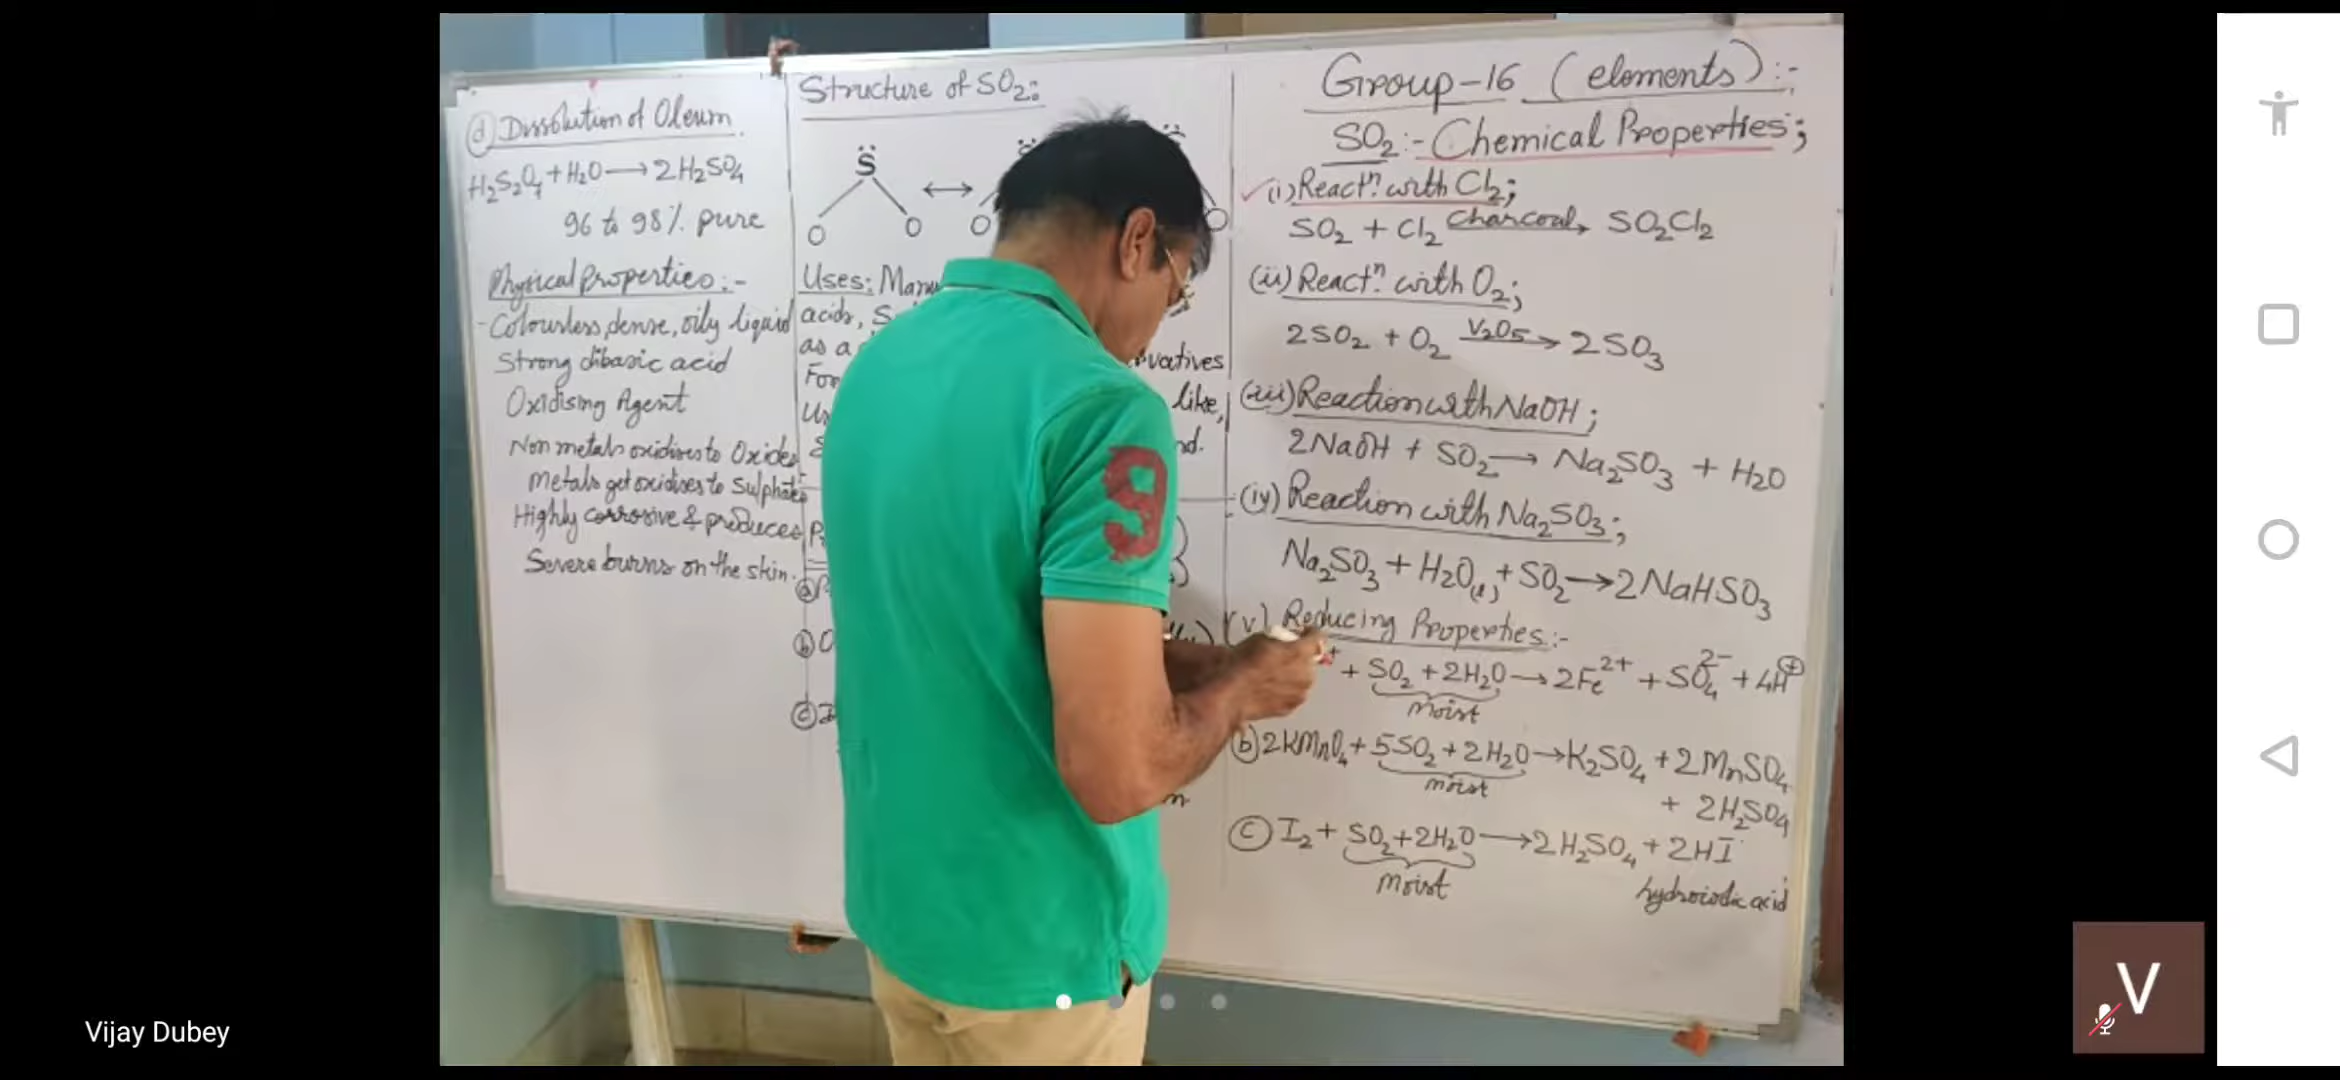 (d) Dissolution of Oleum
H₂S₂O₇ + H₂O ⟶ 2H₂SO₄
96 to 98% pure
Physical Properties:-
- Colourless, dense, oily liquid
Strong dibasic acid
Oxidising Agent
Non metals oxidises to Oxides
Metals get oxidises to Sulphates
Highly corrosive & produces
Severe burns on the skin.
Structure of SO₂:
S
O O
↔
O O
Uses:
acids, S
as a
vatives
For
like,
nd.
(a)
(b)
(c)
Group-16 (elements):-
SO₂:- Chemical Properties;
(i) Reactⁿ. with Cl₂;
SO₂ + Cl₂ Charcoal→ SO₂Cl₂
(ii) Reactⁿ. with O₂;
2SO₂ + O₂ V₂O₅→ 2SO₃
(iii) Reaction with NaOH;
2NaOH + SO₂ ⟶ Na₂SO₃ + H₂O
(iv) Reaction with Na₂SO₃;
Na₂SO₃ + H₂O(l) + SO₂ ⟶ 2NaHSO₃
(v) Reducing Properties:-
+ + SO₂ + 2H₂O ⟶ 2Fe²⁺ + SO₄²⁻ + 4H⊕
moist
(b) 2KMnO₄ + 5SO₂ + 2H₂O → K₂SO₄ + 2MnSO₄
moist
+ 2H₂SO₄
(c) I₂ + SO₂ + 2H₂O ⟶ 2H₂SO₄ + 2HI
moist
hydroiodic acid
9
Vijay Dubey
V